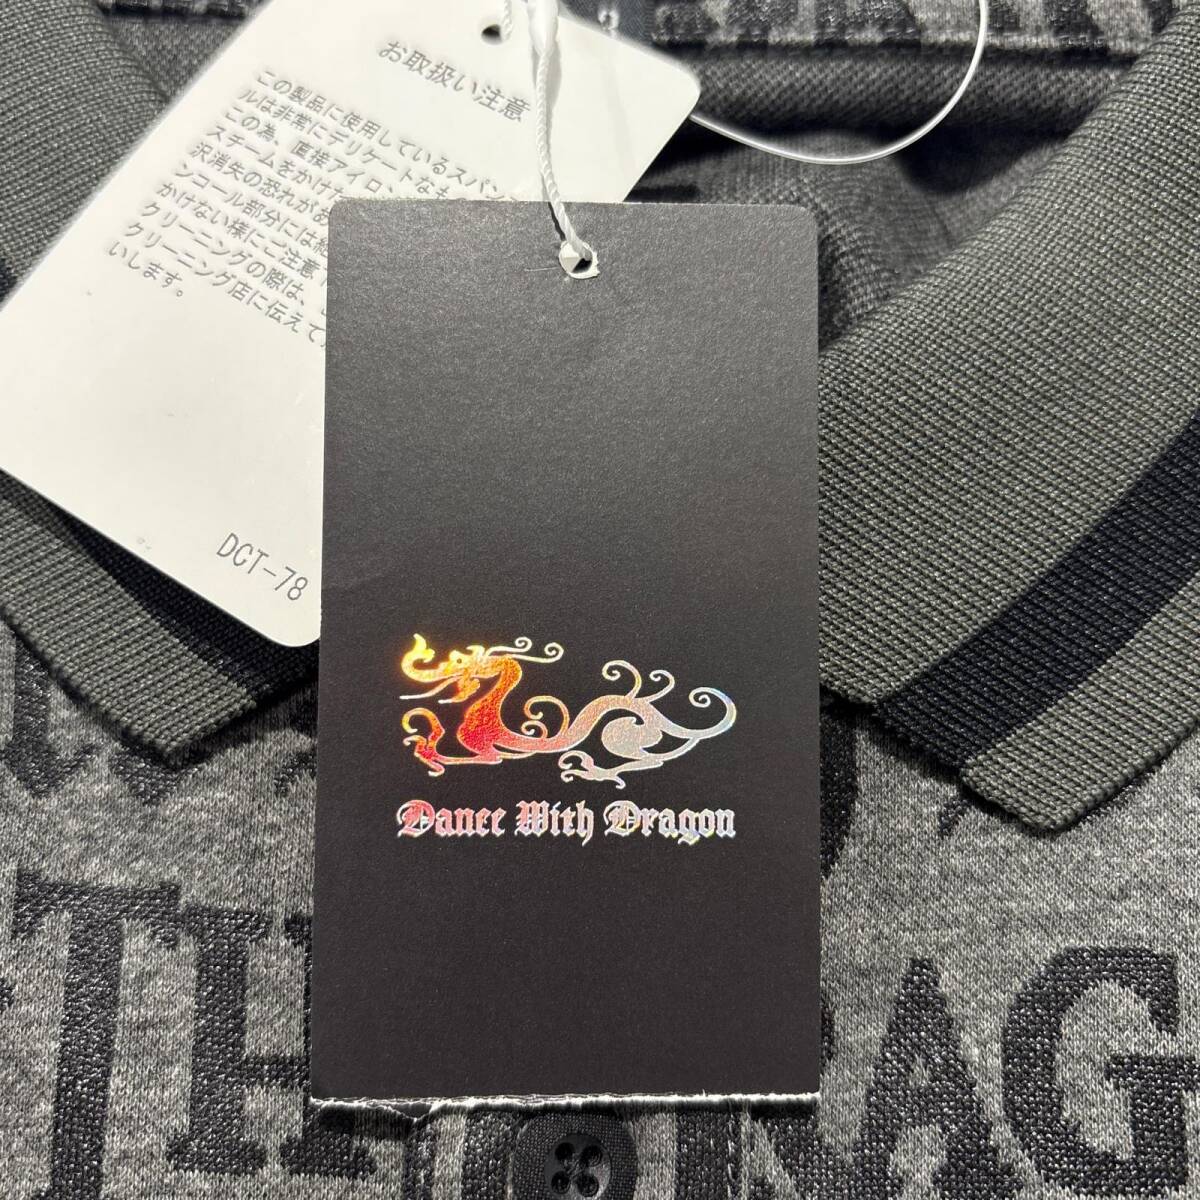 お取扱い注意
この製品に使用しているスパン
ルは非常にデリケートなも
この為、直接アイロ
スチームをかけ
沢消失の恐れがあ
ンコール部分には
かけない様にご注意
クリーニングの際は、
クリーニング店に伝えて
いします。
DCT-78
Dance With Dragon
TH
RAG